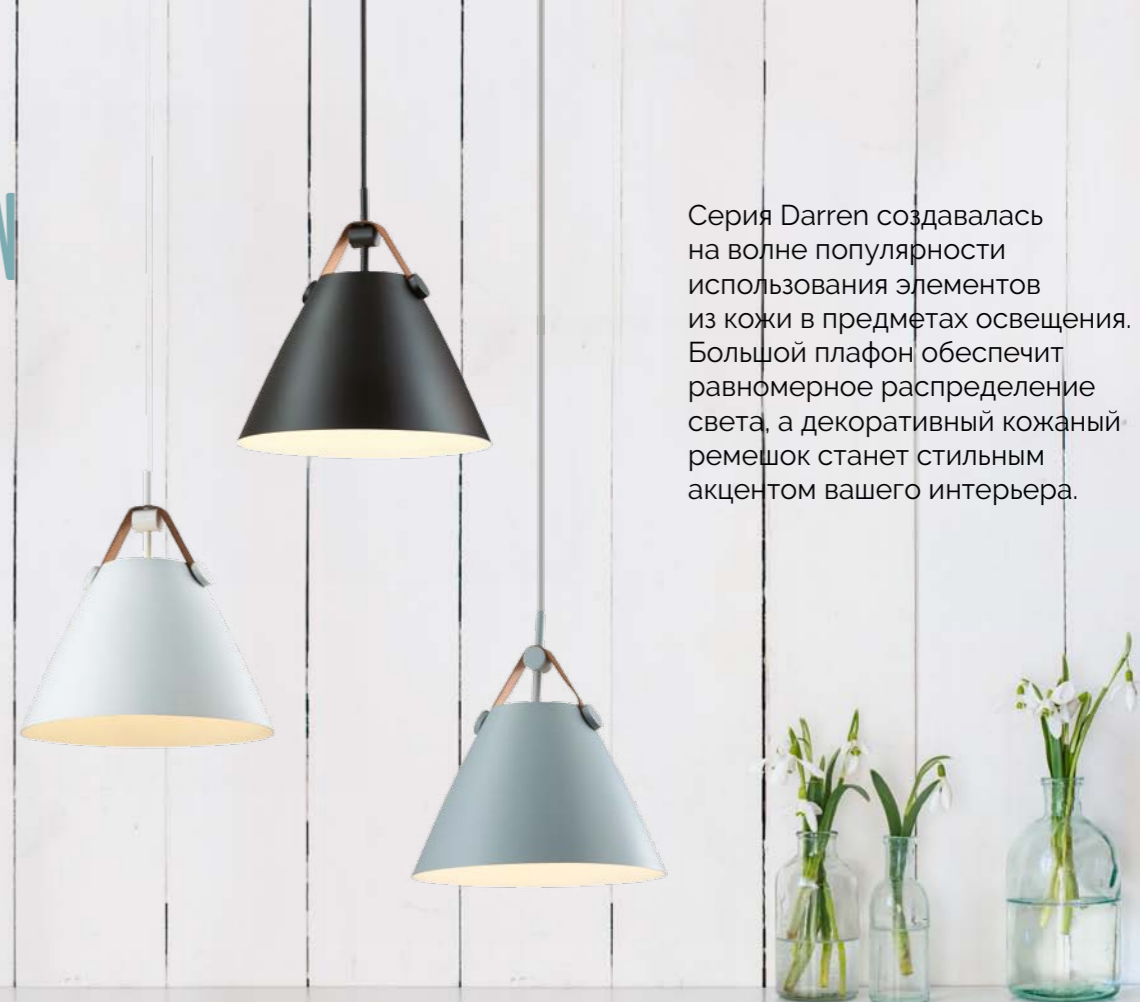 Серия Darren создавалась
на волне популярности
использования элементов
из кожи в предметах освещения.
Большой плафон обеспечит
равномерное распределение
света, а декоративный кожаный
ремешок станет стильным
акцентом вашего интерьера.